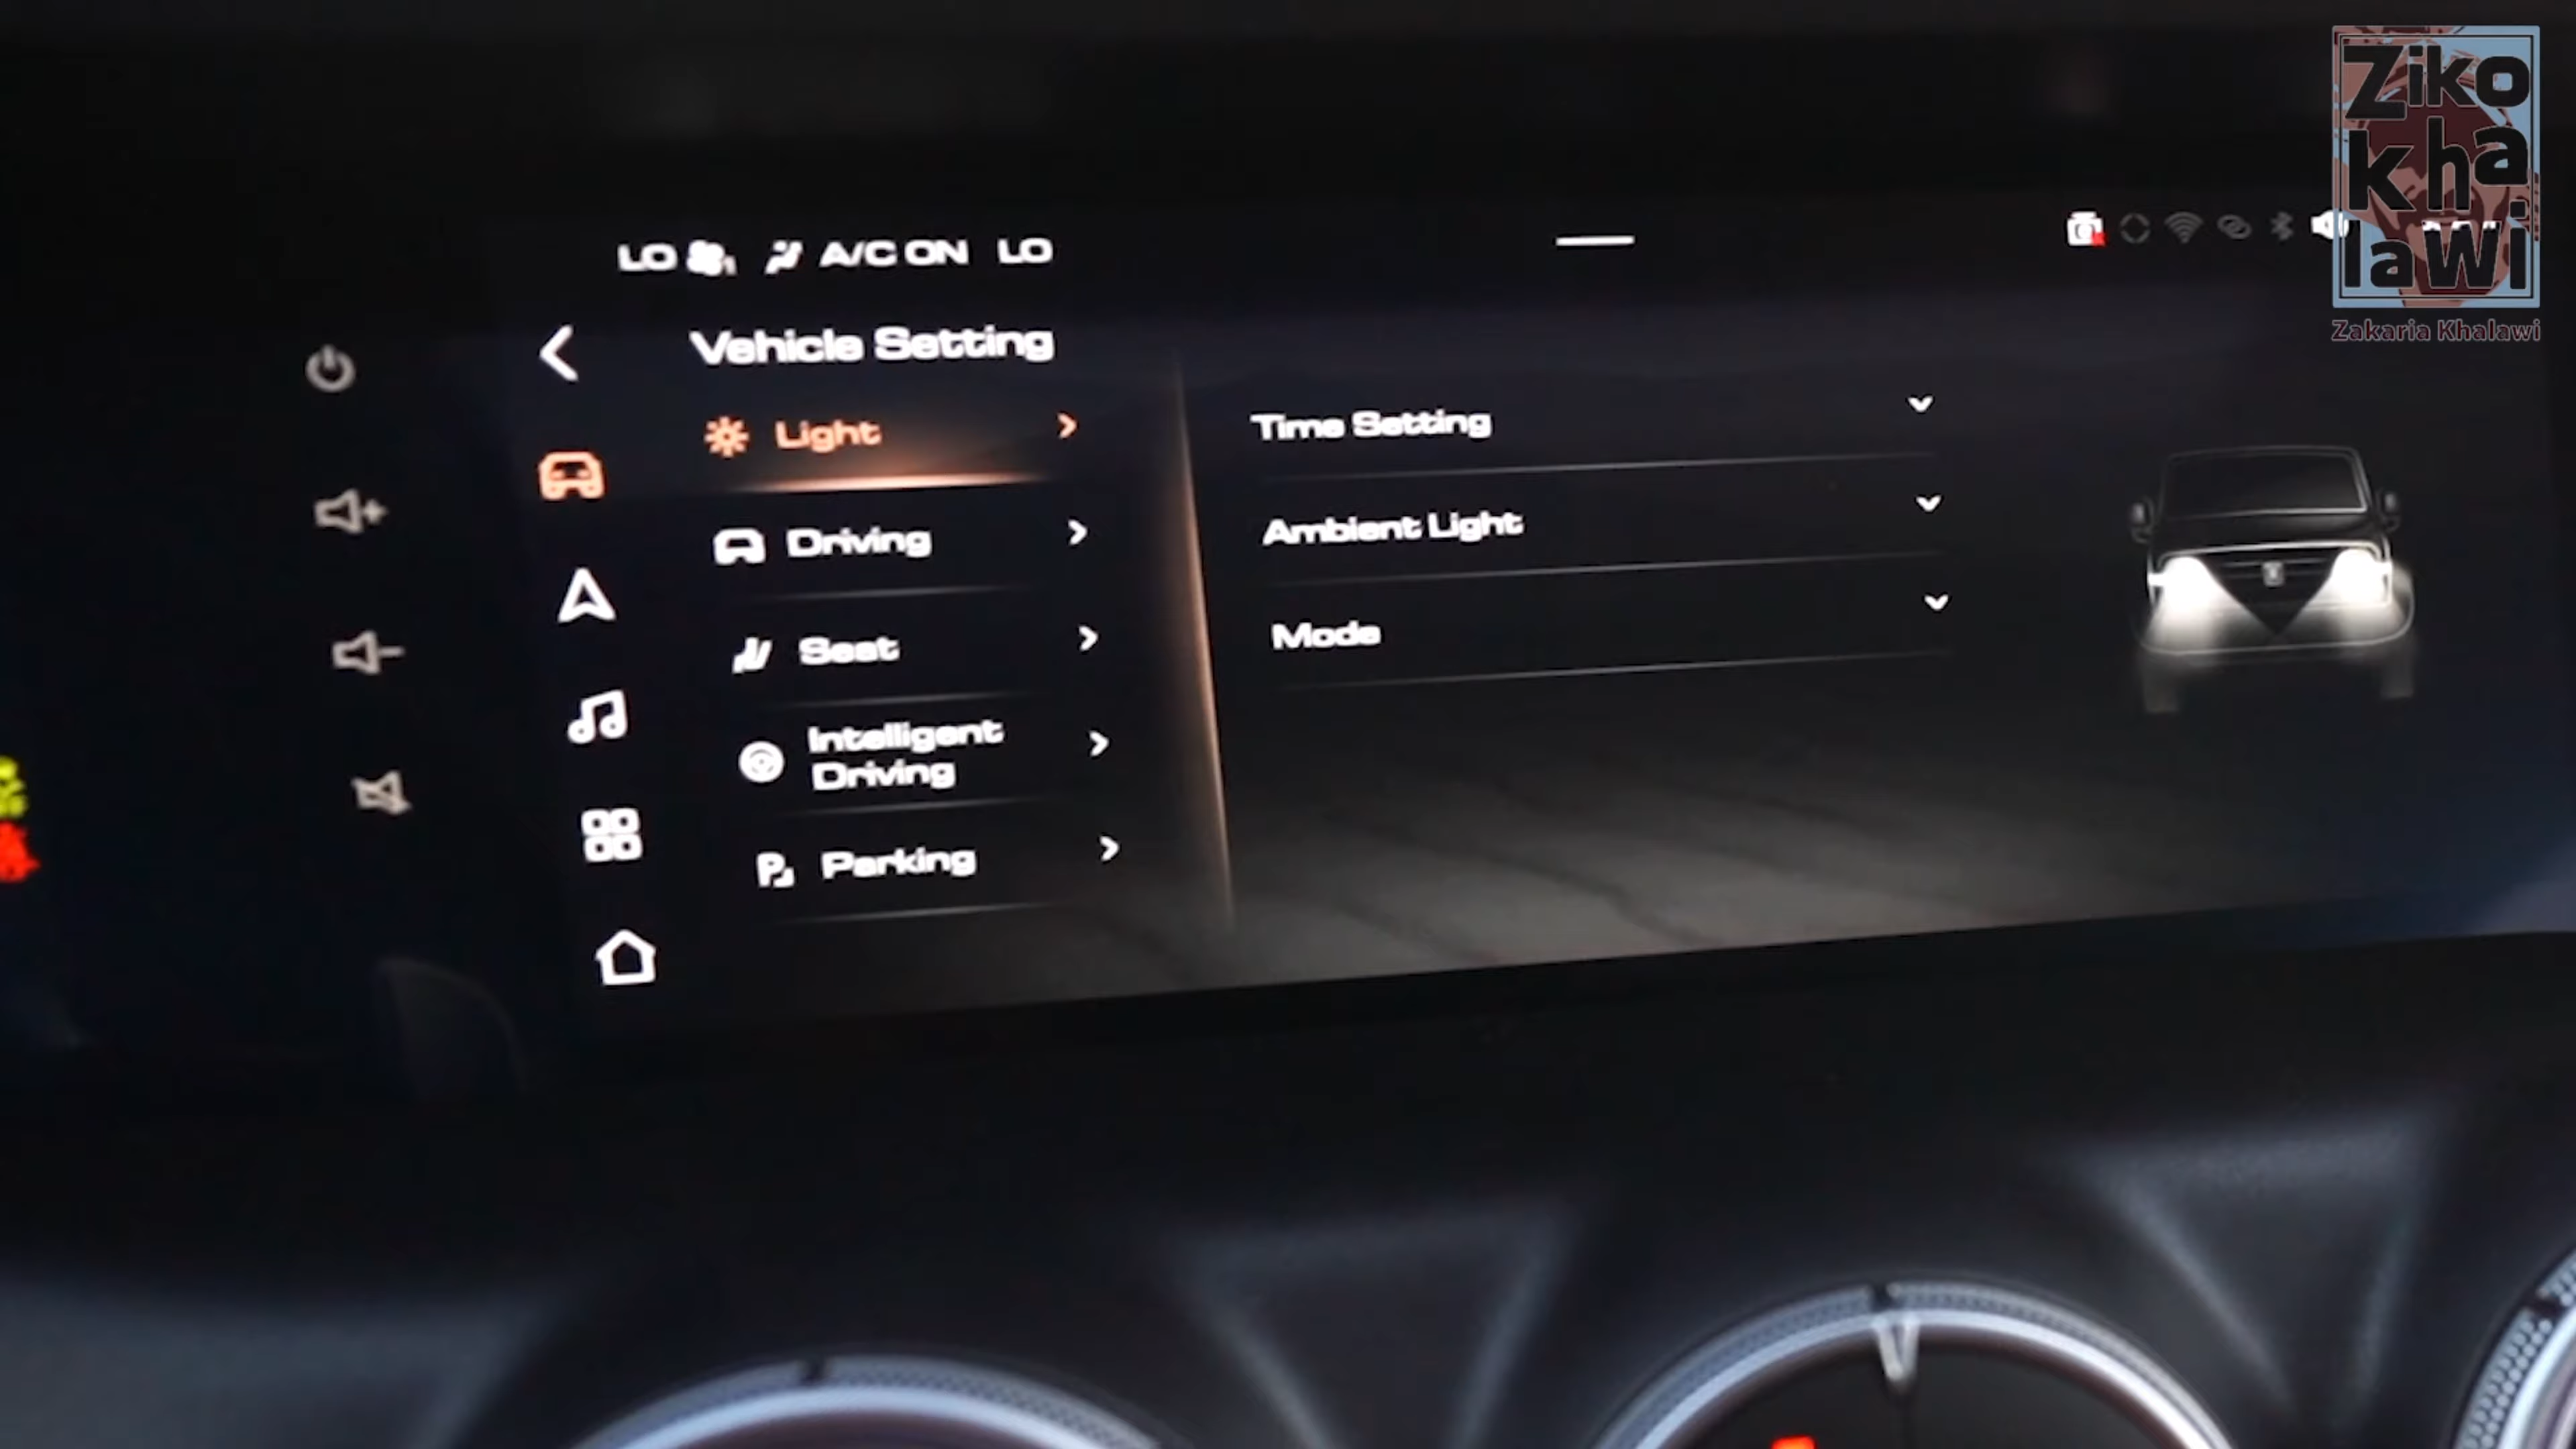 Ziko
kha
lawi
Zakaria Khalawi
LO 1 A/C ON LO
Vehicle Setting
Light
Driving
Seat
Intelligent
Driving
Parking
Time Setting
Ambient Light
Mode